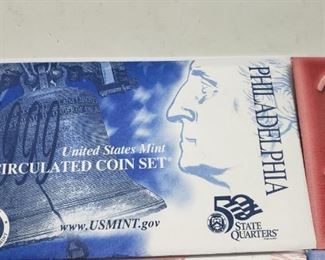 1999
United States Mint
CIRCULATED COIN SET®
www.USMINT.gov
PHILADELPHIA
50
STATE
QUARTERS